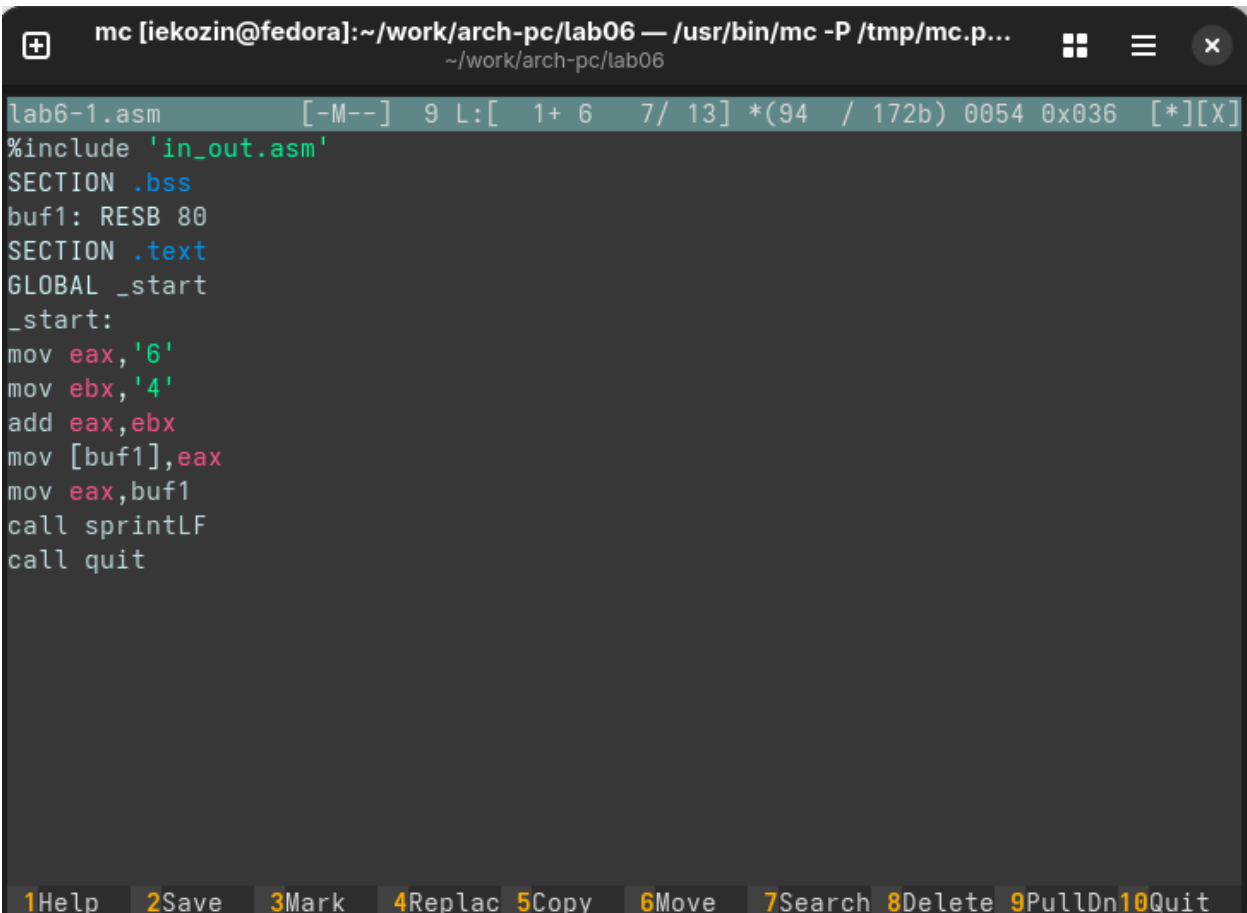 mc [iekozin@fedora]:~/work/arch-pc/lab06 — /usr/bin/mc -P /tmp/mc.p...
~/work/arch-pc/lab06
lab6-1.asm [-M--] 9 L:[ 1+ 6 7/ 13] *(94 / 172b) 0054 0x036 [*][X]
%include 'in_out.asm'
SECTION .bss
buf1: RESB 80
SECTION .text
GLOBAL _start
_start:
mov eax,'6'
mov ebx,'4'
add eax,ebx
mov [buf1],eax
mov eax,buf1
call sprintLF
call quit
1Help 2Save 3Mark 4Replac 5Copy 6Move 7Search 8Delete 9PullDn 10Quit